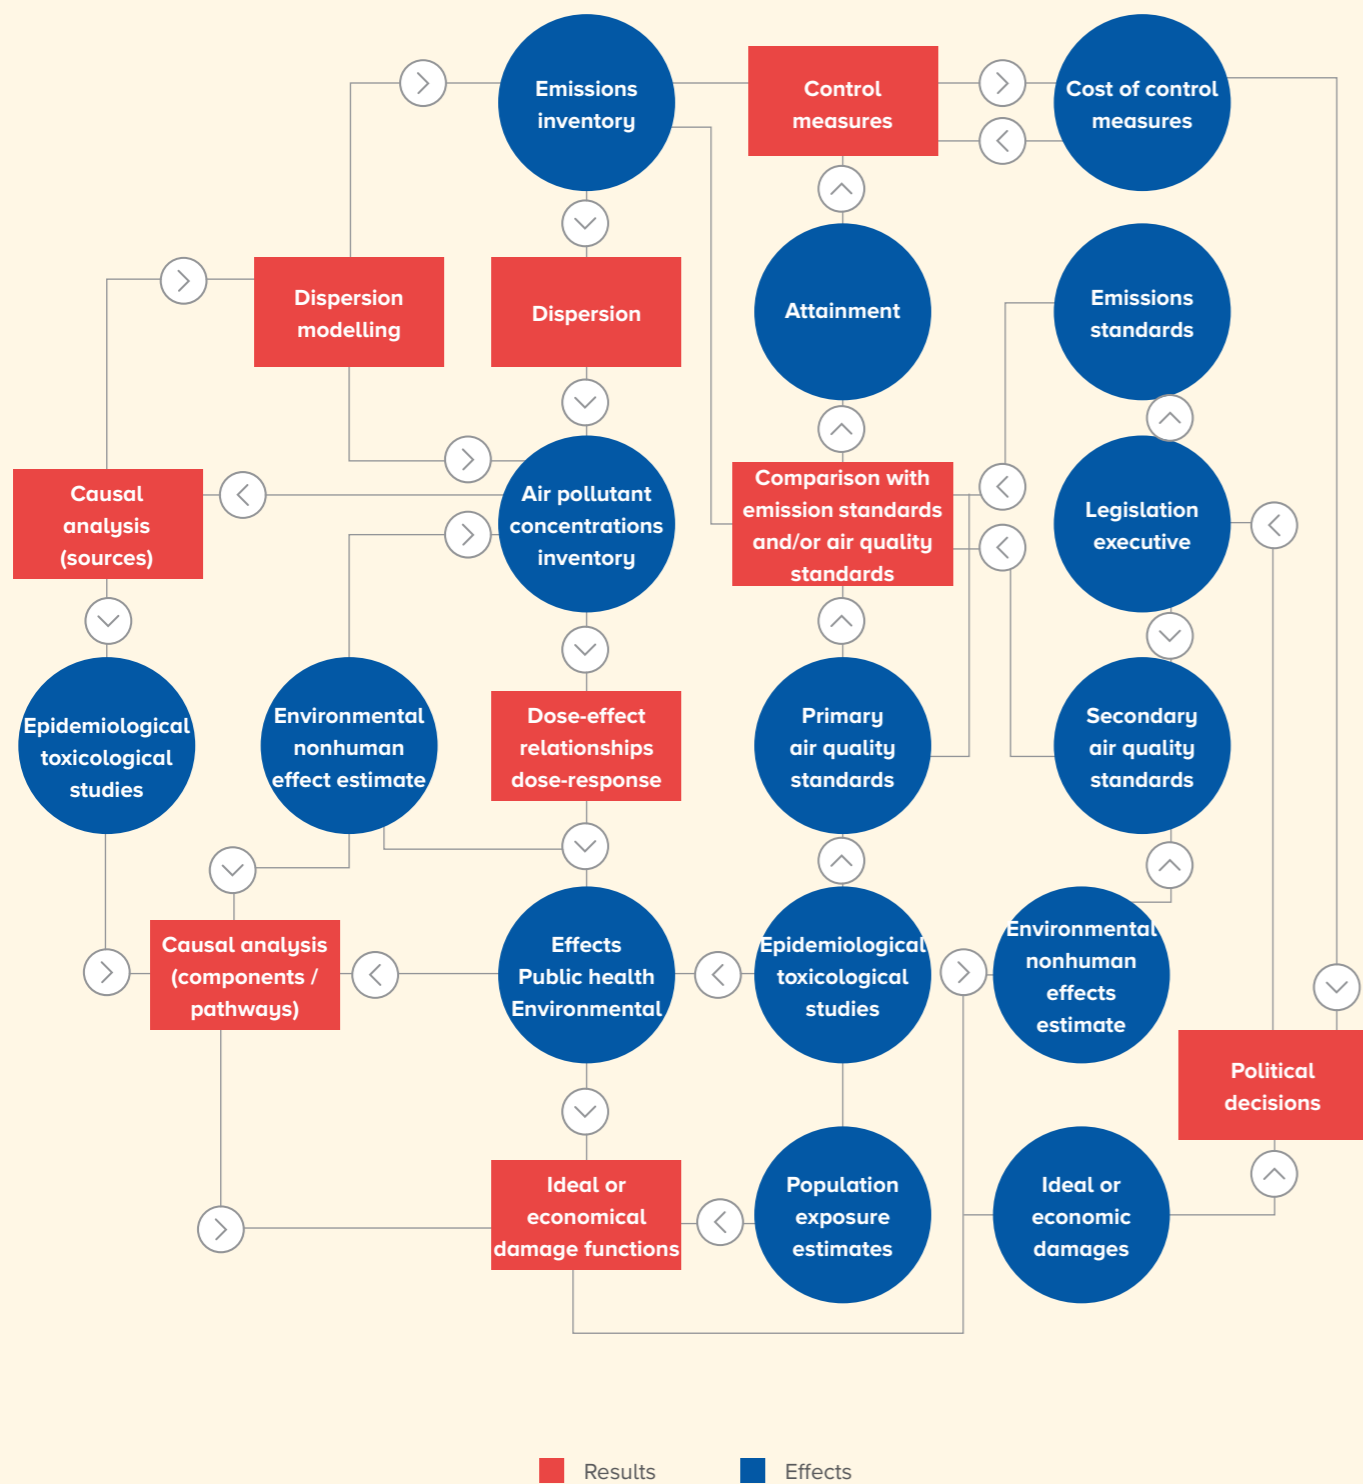 Emissions
inventory
Control
measures
Cost of control
measures
Dispersion
modelling
Dispersion
Attainment
Emissions
standards
Causal
analysis
(sources)
Air pollutant
concentrations
inventory
Comparison with
emission standards
and/or air quality
standards
Legislation
executive
Epidemiological
toxicological
studies
Environmental
nonhuman
effect estimate
Dose-effect
relationships
dose-response
Primary
air quality
standards
Secondary
air quality
standards
Causal analysis
(components /
pathways)
Effects
Public health
Environmental
Epidemiological
toxicological
studies
Environmental
nonhuman
effects
estimate
Political
decisions
Ideal or
economical
damage functions
Population
exposure
estimates
Ideal or
economic
damages
Results
Effects